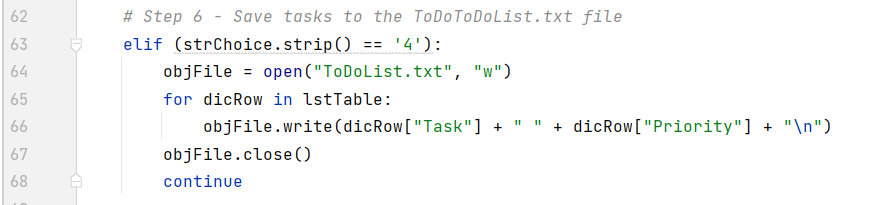 62 # Step 6 - Save tasks to the ToDoToDoList.txt file
63 elif (strChoice.strip() == '4'):
64 objFile = open("ToDoList.txt", "w")
65 for dicRow in lstTable:
66 objFile.write(dicRow["Task"] + " " + dicRow["Priority"] + "\n")
67 objFile.close()
68 continue